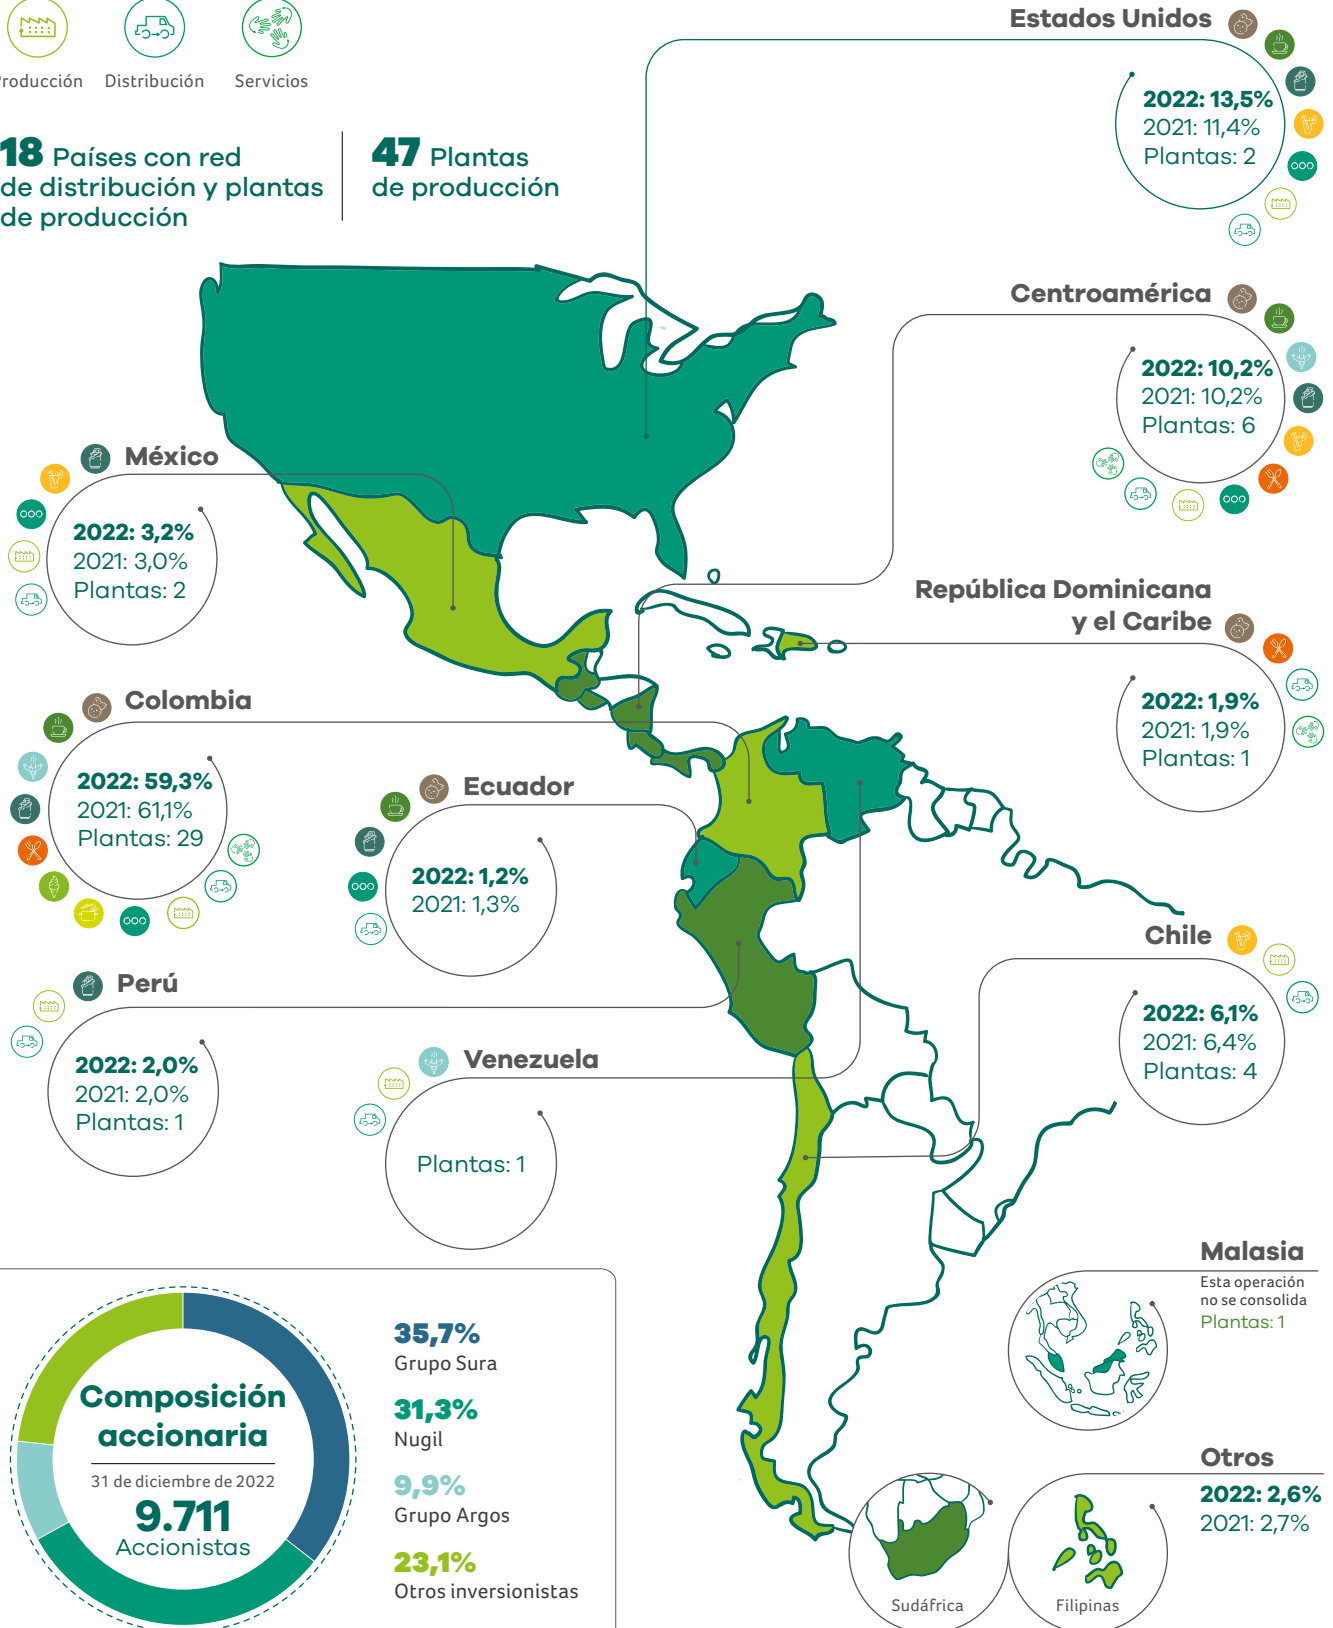 Producción
Distribución
Servicios
18 Países con red
de distribución y plantas
de producción
47 Plantas
de producción
Estados Unidos
2022: 13,5%
2021: 11,4%
Plantas: 2
Centroamérica
2022: 10,2%
2021: 10,2%
Plantas: 6
México
2022: 3,2%
2021: 3,0%
Plantas: 2
República Dominicana
y el Caribe
2022: 1,9%
2021: 1,9%
Plantas: 1
Colombia
2022: 59,3%
2021: 61,1%
Plantas: 29
Ecuador
2022: 1,2%
2021: 1,3%
Chile
2022: 6,1%
2021: 6,4%
Plantas: 4
Perú
2022: 2,0%
2021: 2,0%
Plantas: 1
Venezuela
Plantas: 1
Malasia
Esta operación
no se consolida
Plantas: 1
Otros
2022: 2,6%
2021: 2,7%
Sudáfrica
Filipinas
Composición
accionaria
31 de diciembre de 2022
9.711
Accionistas
35,7%
Grupo Sura
31,3%
Nugil
9,9%
Grupo Argos
23,1%
Otros inversionistas